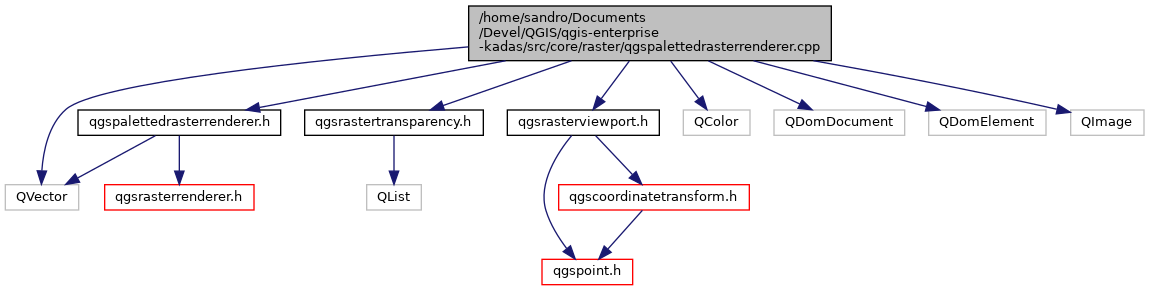 /home/sandro/Documents
/Devel/QGIS/qgis-enterprise
-kadas/src/core/raster/qgspalettedrasterrenderer.cpp
qgspalettedrasterrenderer.h
qgsrastertransparency.h
qgsrasterviewport.h
QColor
QDomDocument
QDomElement
QImage
QVector
qgsrasterrenderer.h
QList
qgscoordinatetransform.h
qgspoint.h